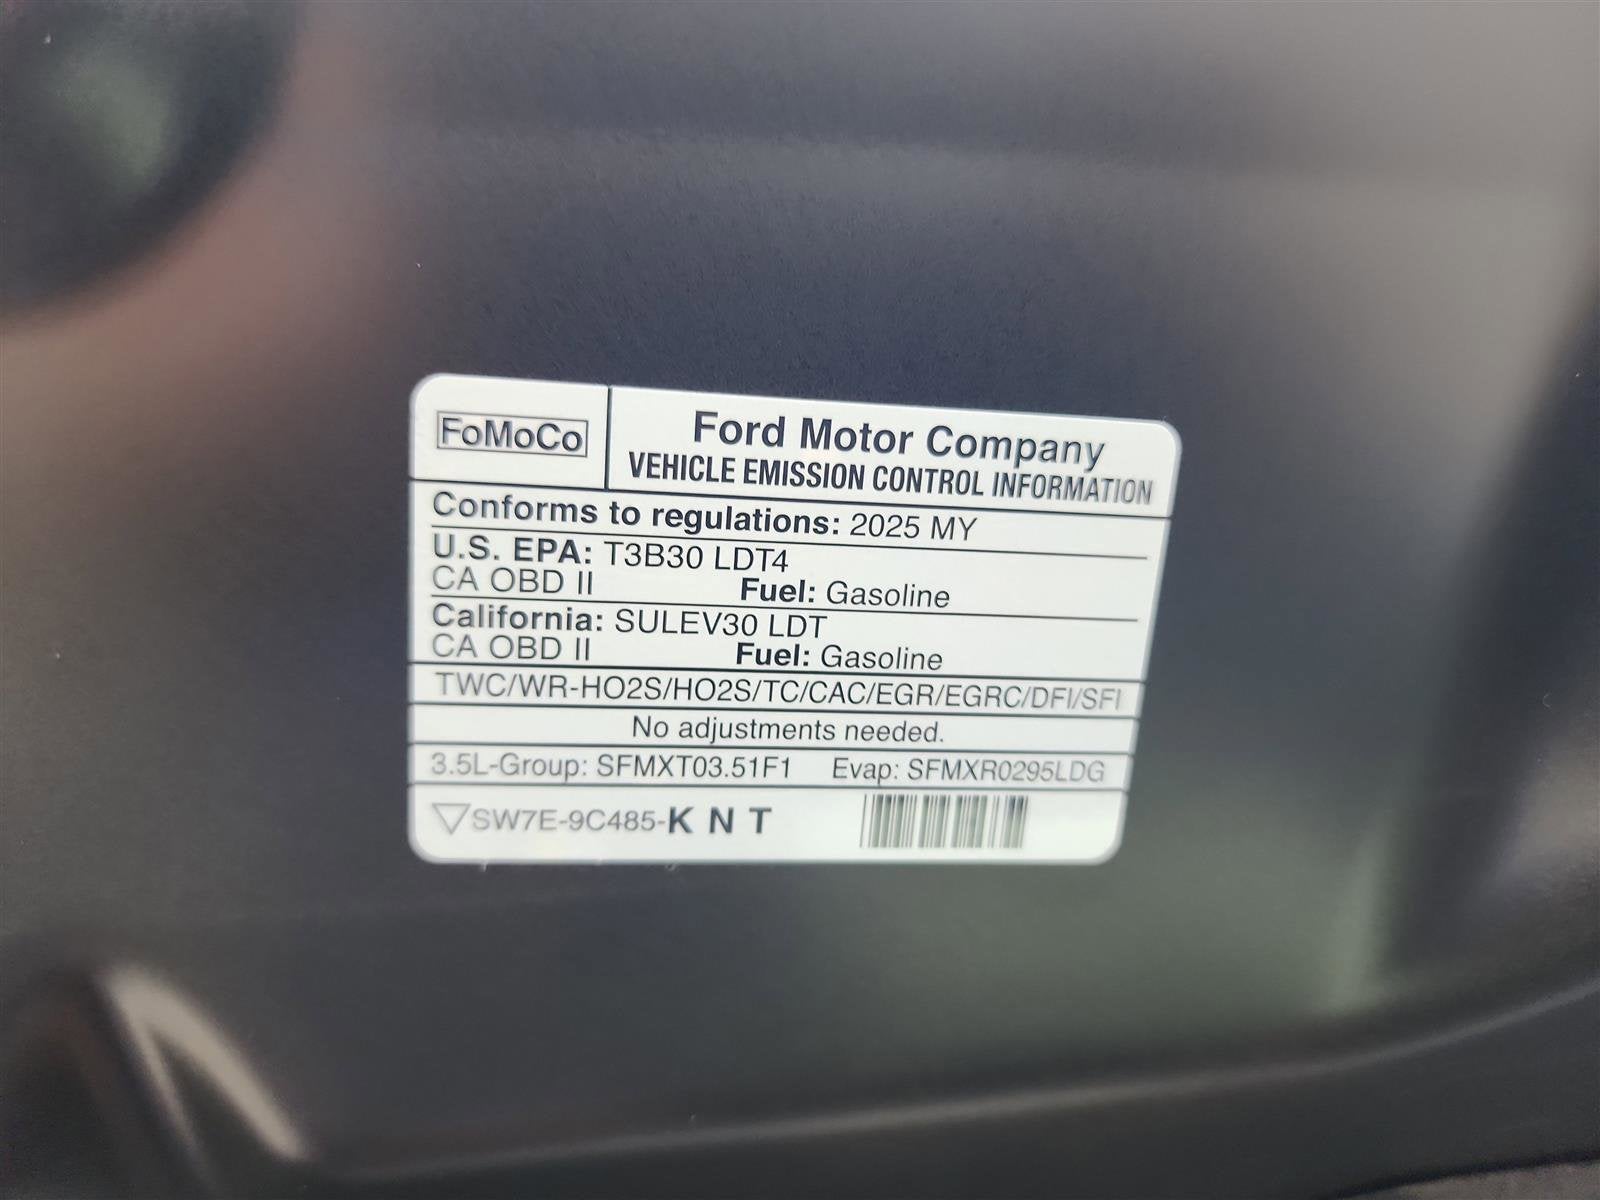 FoMoCo
Ford Motor Company
VEHICLE EMISSION CONTROL INFORMATION
Conforms to regulations: 2025 MY
U.S. EPA: T3B30 LDT4
CA OBD II Fuel: Gasoline
California: SULEV30 LDT
CA OBD II Fuel: Gasoline
TWC/WR-HO2S/HO2S/TC/CAC/EGR/EGRC/DFI/SFI
No adjustments needed.
3.5L-Group: SFMXT03.51F1 Evap: SFMXR0295LDG
SW7E-9C485-K N T